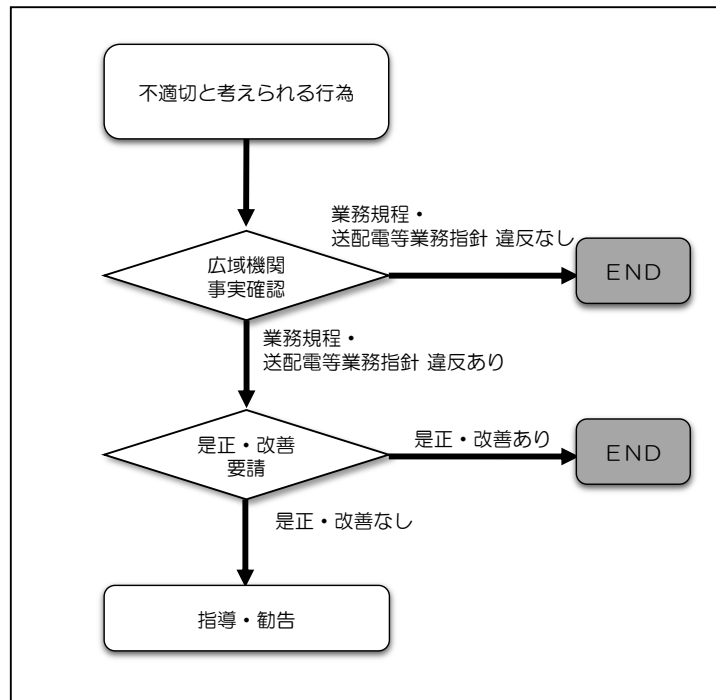 不適切と考えられる行為
業務規程・
送配電等業務指針 違反なし
広域機関
事実確認
END
業務規程・
送配電等業務指針 違反あり
是正・改善
要請
是正・改善あり
END
是正・改善なし
指導・勧告